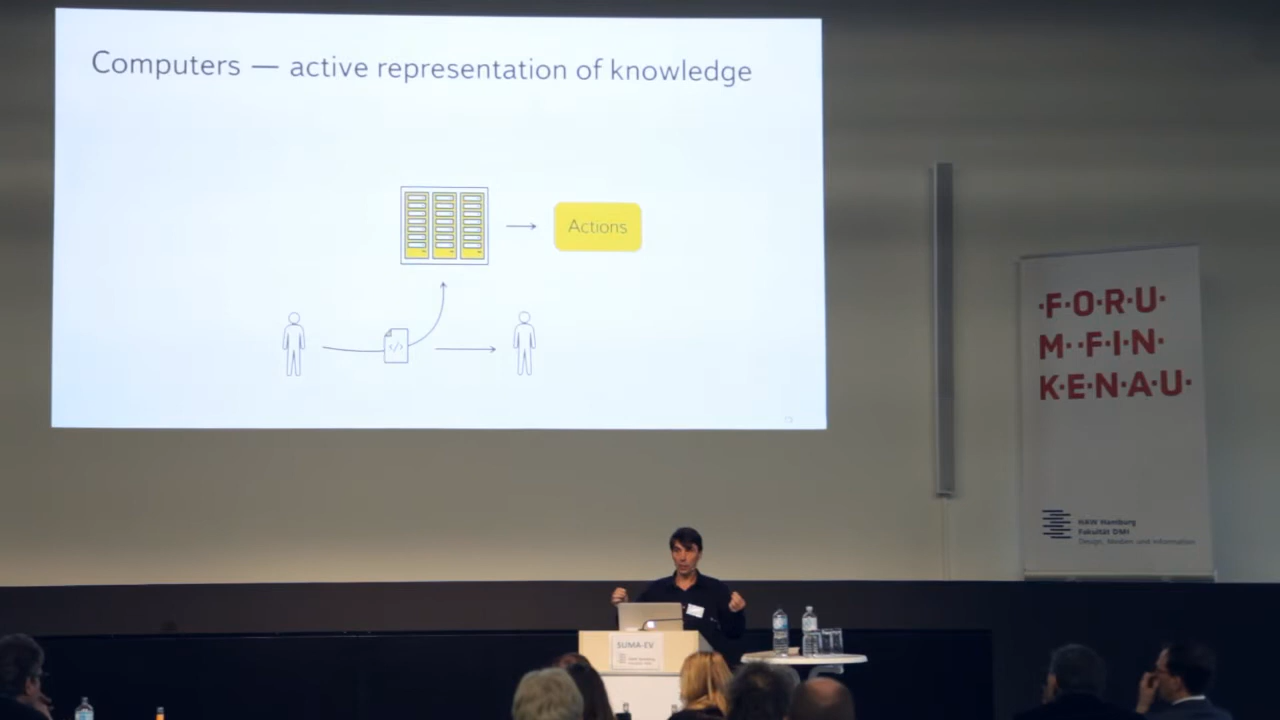 Computers — active representation of knowledge
Actions
</>
·F·O·R·U·
M··F·I·N·
K·E·N·A·U·
HAW Hamburg
Fakultät DMI
Design, Medien und Information
SUMA-EV